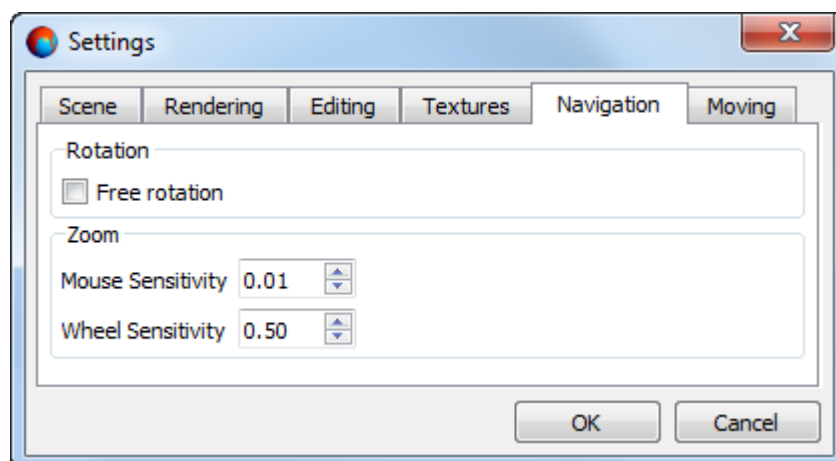 Settings
Scene Rendering Editing Textures Navigation Moving
Rotation
Free rotation
Zoom
Mouse Sensitivity 0.01
Wheel Sensitivity 0.50
OK Cancel